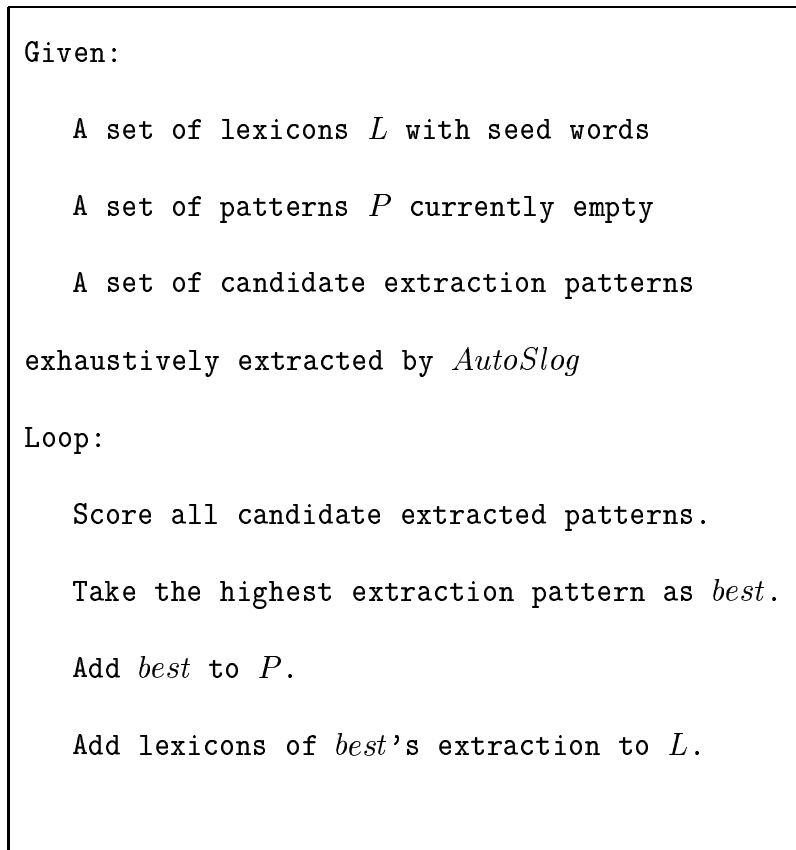 Given:
A set of lexicons L with seed words
A set of patterns P currently empty
A set of candidate extraction patterns
exhaustively extracted by AutoSlog
Loop:
Score all candidate extracted patterns.
Take the highest extraction pattern as best.
Add best to P.
Add lexicons of best's extraction to L.